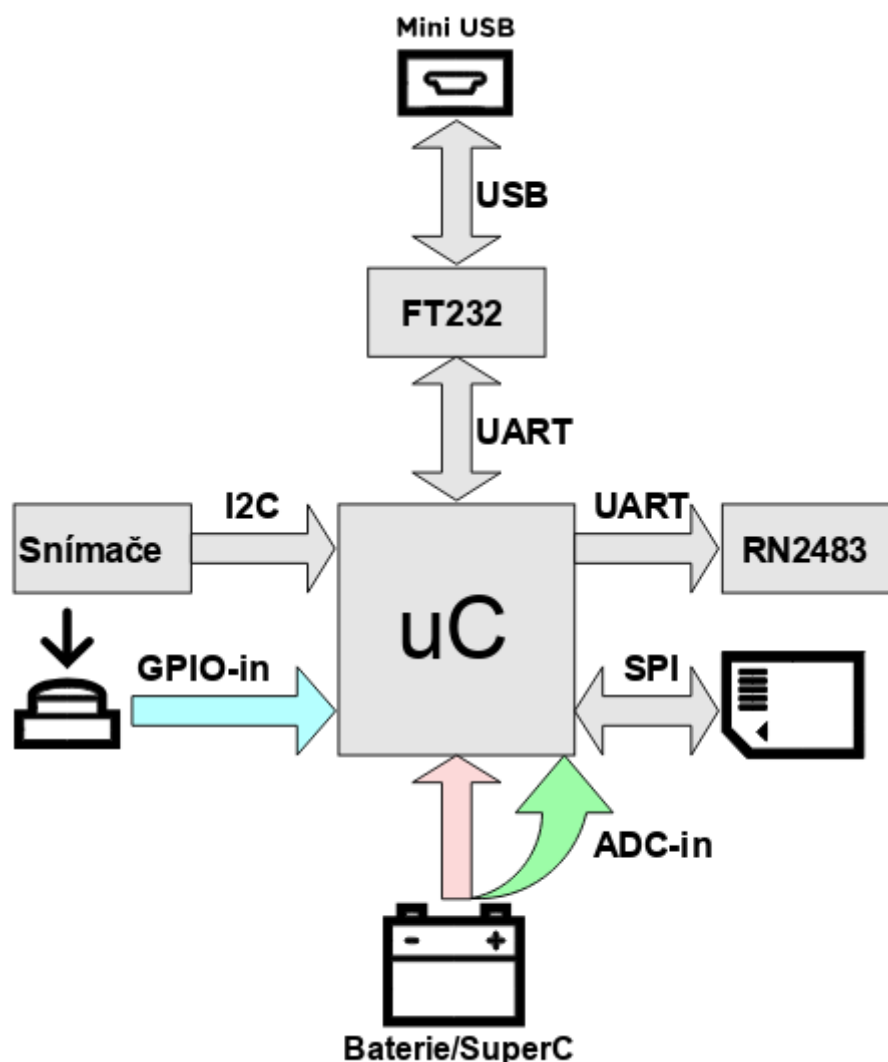 Mini USB
USB
FT232
UART
I2C
UART
Snímače
uC
RN2483
GPIO-in
SPI
ADC-in
- +
Baterie/SuperC